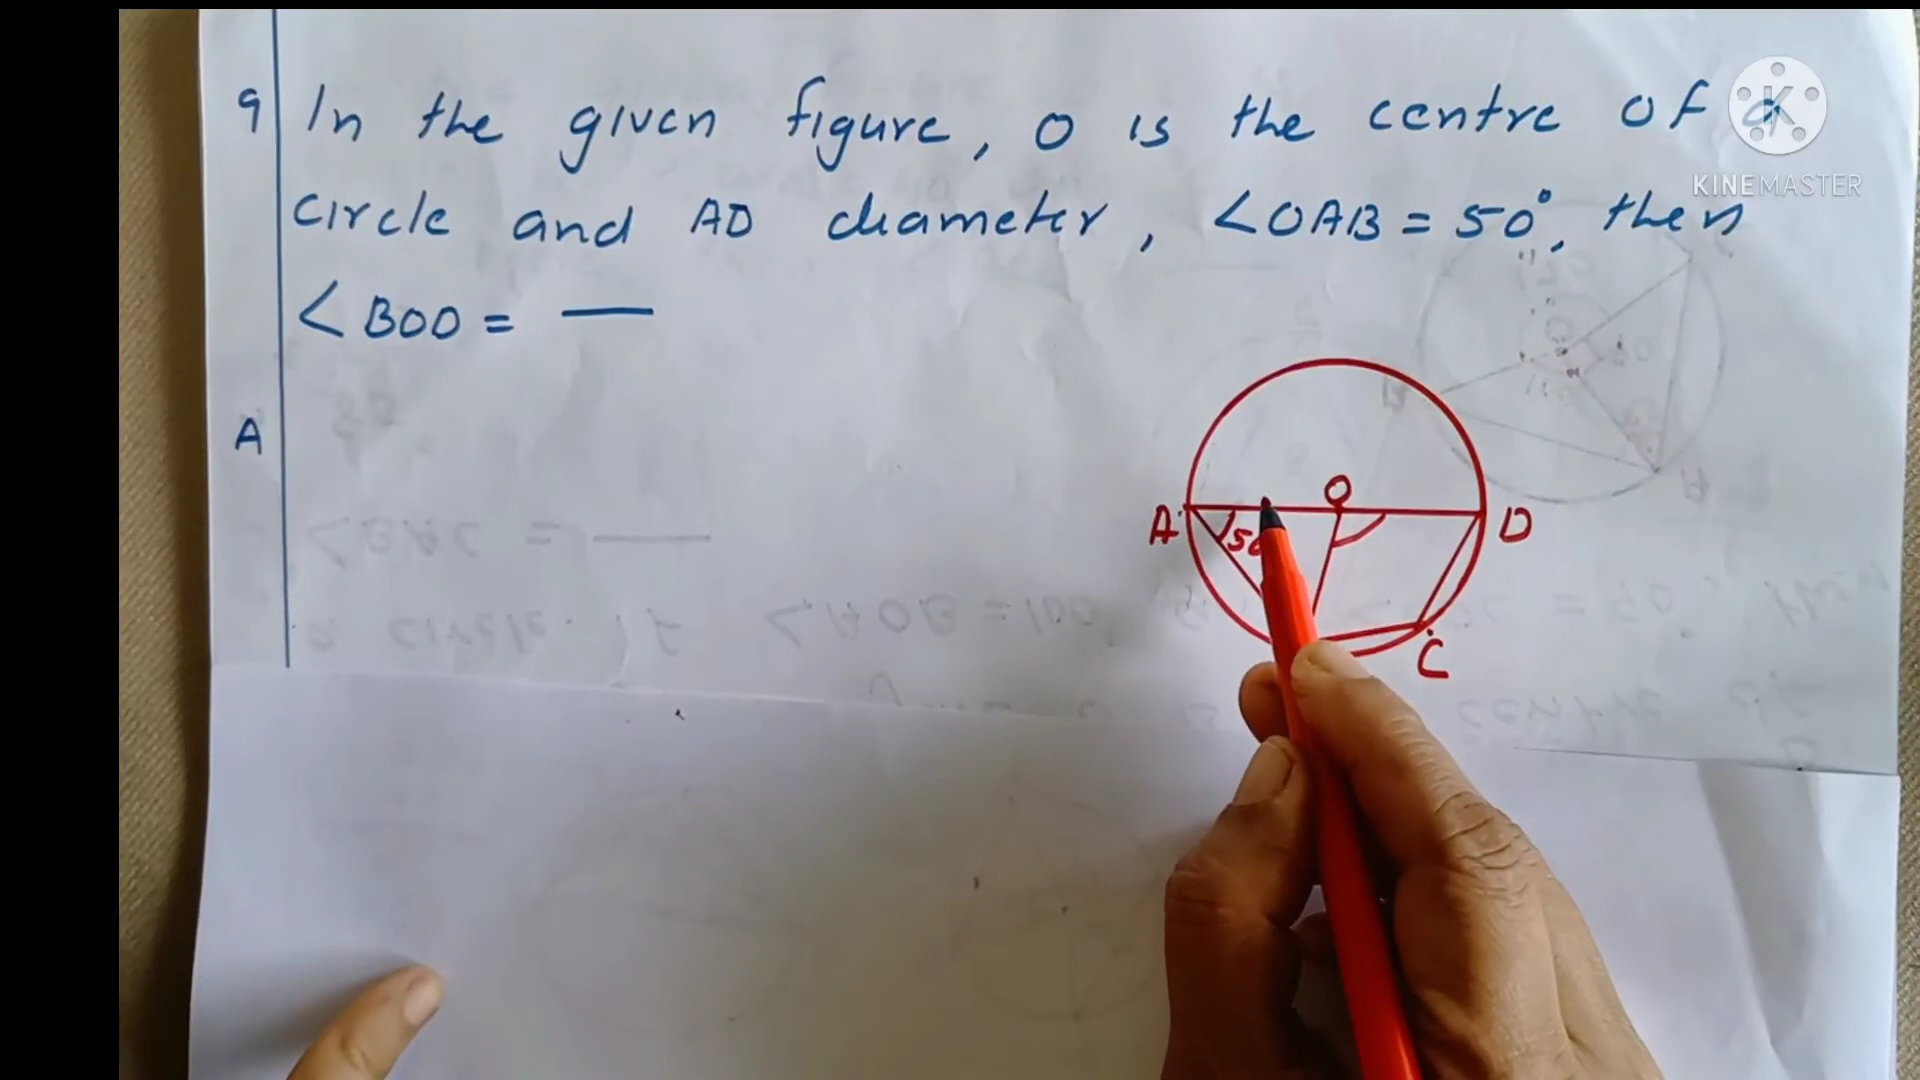 9 In the given figure, O is the centre of a
circle and AD diameter, ∠OAB = 50°, then
∠BOD = —
A
O
A
50
D
C
KINEMASTER